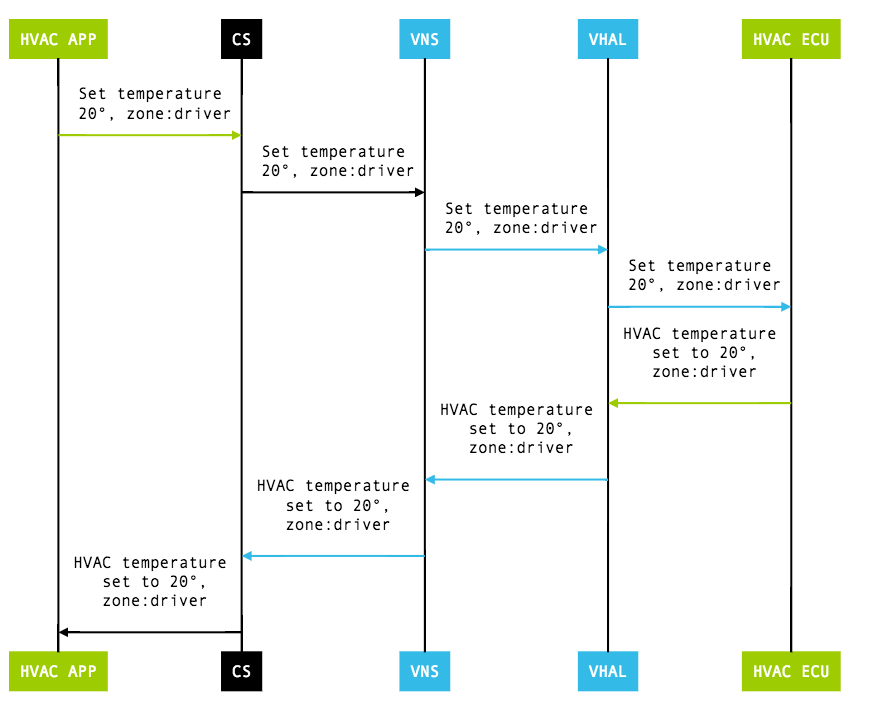 HVAC APP
CS
VNS
VHAL
HVAC ECU
Set temperature
20°, zone:driver
Set temperature
20°, zone:driver
Set temperature
20°, zone:driver
Set temperature
20°, zone:driver
HVAC temperature
set to 20°,
zone:driver
HVAC temperature
set to 20°,
zone:driver
HVAC temperature
set to 20°,
zone:driver
HVAC temperature
set to 20°,
zone:driver
HVAC APP
CS
VNS
VHAL
HVAC ECU